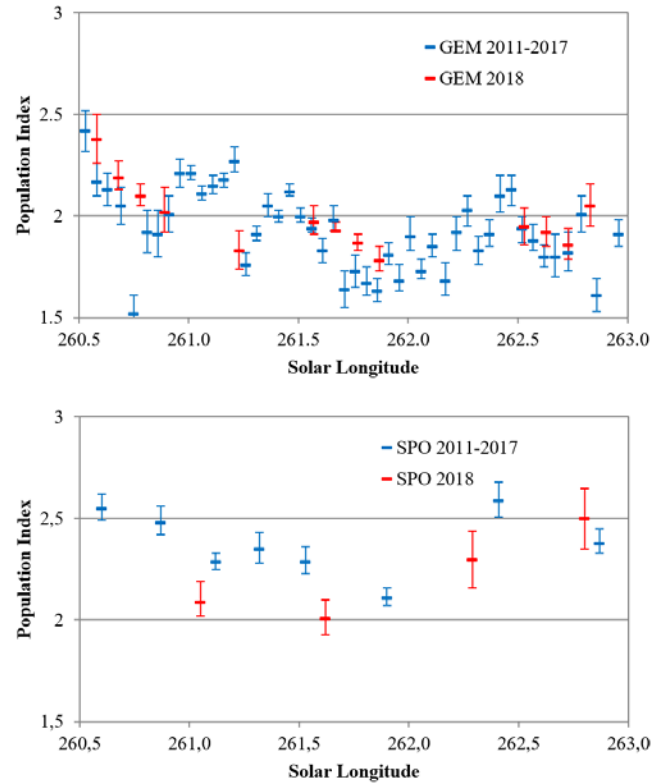 3
GEM 2011-2017
GEM 2018
2.5
Population Index
2
1.5
260.5 261.0 261.5 262.0 262.5 263.0
Solar Longitude
3
SPO 2011-2017
SPO 2018
2,5
Population Index
2
1,5
260,5 261,0 261,5 262,0 262,5 263,0
Solar Longitude